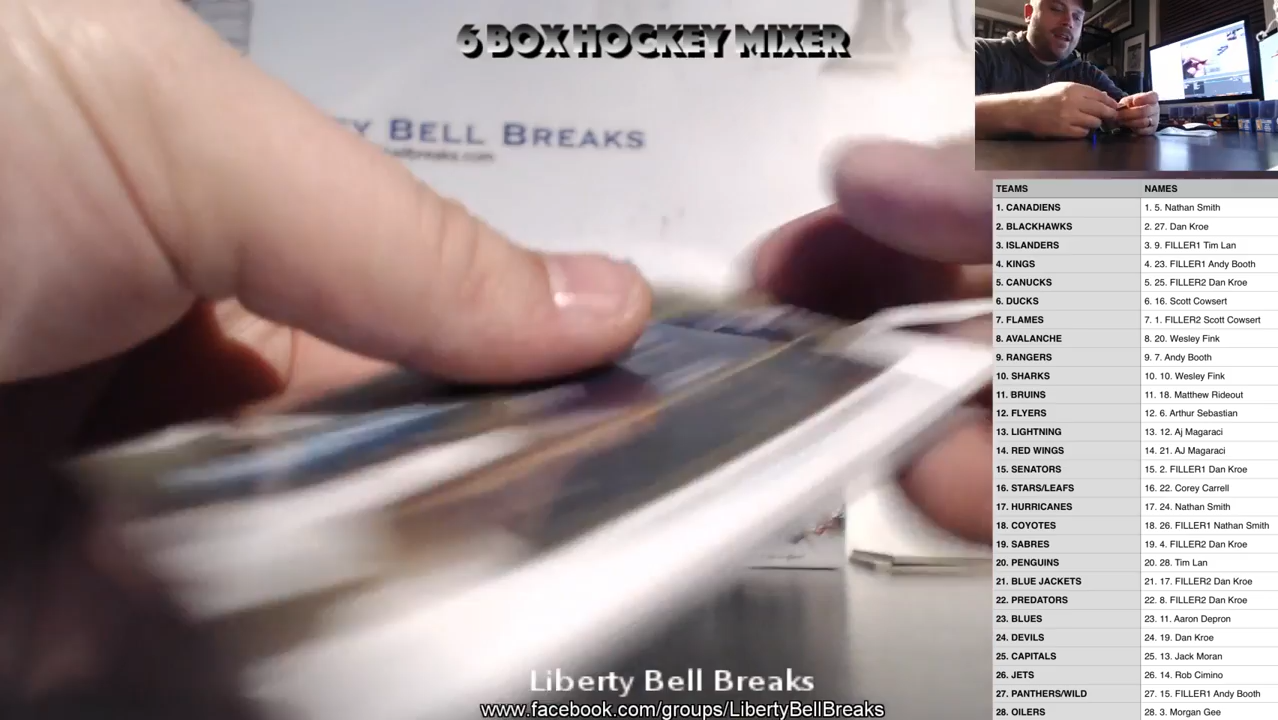 6 BOX HOCKEY MIXER
BELL BREAKS
TEAMS NAMES
1. CANADIENS 1. 5. Nathan Smith
2. BLACKHAWKS 2. 27. Dan Kroe
3. ISLANDERS 3. 9. FILLER1 Tim Lan
4. KINGS 4. 23. FILLER1 Andy Booth
5. CANUCKS 5. 25. FILLER2 Dan Kroe
6. DUCKS 6. 16. Scott Cowsert
7. FLAMES 7. 1. FILLER2 Scott Cowsert
8. AVALANCHE 8. 20. Wesley Fink
9. RANGERS 9. 7. Andy Booth
10. SHARKS 10. 10. Wesley Fink
11. BRUINS 11. 18. Matthew Rideout
12. FLYERS 12. 6. Arthur Sebastian
13. LIGHTNING 13. 12. Aj Magaraci
14. RED WINGS 14. 21. AJ Magaraci
15. SENATORS 15. 2. FILLER1 Dan Kroe
16. STARS/LEAFS 16. 22. Corey Carrell
17. HURRICANES 17. 24. Nathan Smith
18. COYOTES 18. 26. FILLER1 Nathan Smith
19. SABRES 19. 4. FILLER2 Dan Kroe
20. PENGUINS 20. 28. Tim Lan
21. BLUE JACKETS 21. 17. FILLER2 Dan Kroe
22. PREDATORS 22. 8. FILLER2 Dan Kroe
23. BLUES 23. 11. Aaron Depron
24. DEVILS 24. 19. Dan Kroe
25. CAPITALS 25. 13. Jack Moran
26. JETS 26. 14. Rob Cimino
27. PANTHERS/WILD 27. 15. FILLER1 Andy Booth
28. OILERS 28. 3. Morgan Gee
Liberty Bell Breaks
www.facebook.com/groups/LibertyBellBreaks